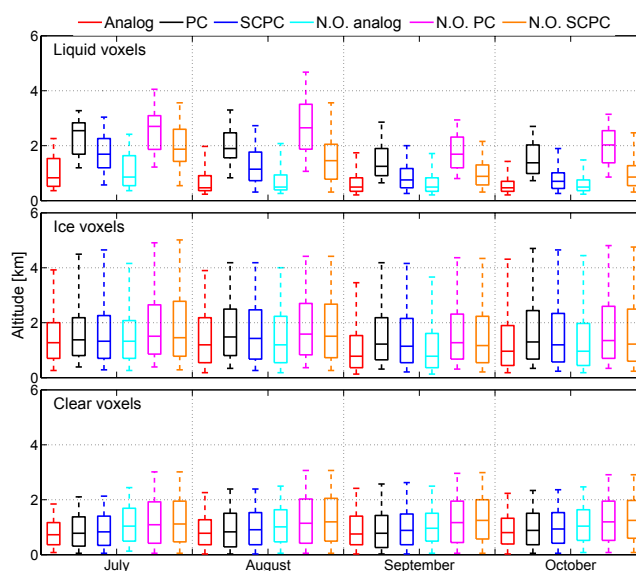 Analog PC SCPC N.O. analog N.O. PC N.O. SCPC
6
Liquid voxels
4
2
0
6
Ice voxels
4
2
0
Altitude [km]
6
Clear voxels
4
2
0
July August September October